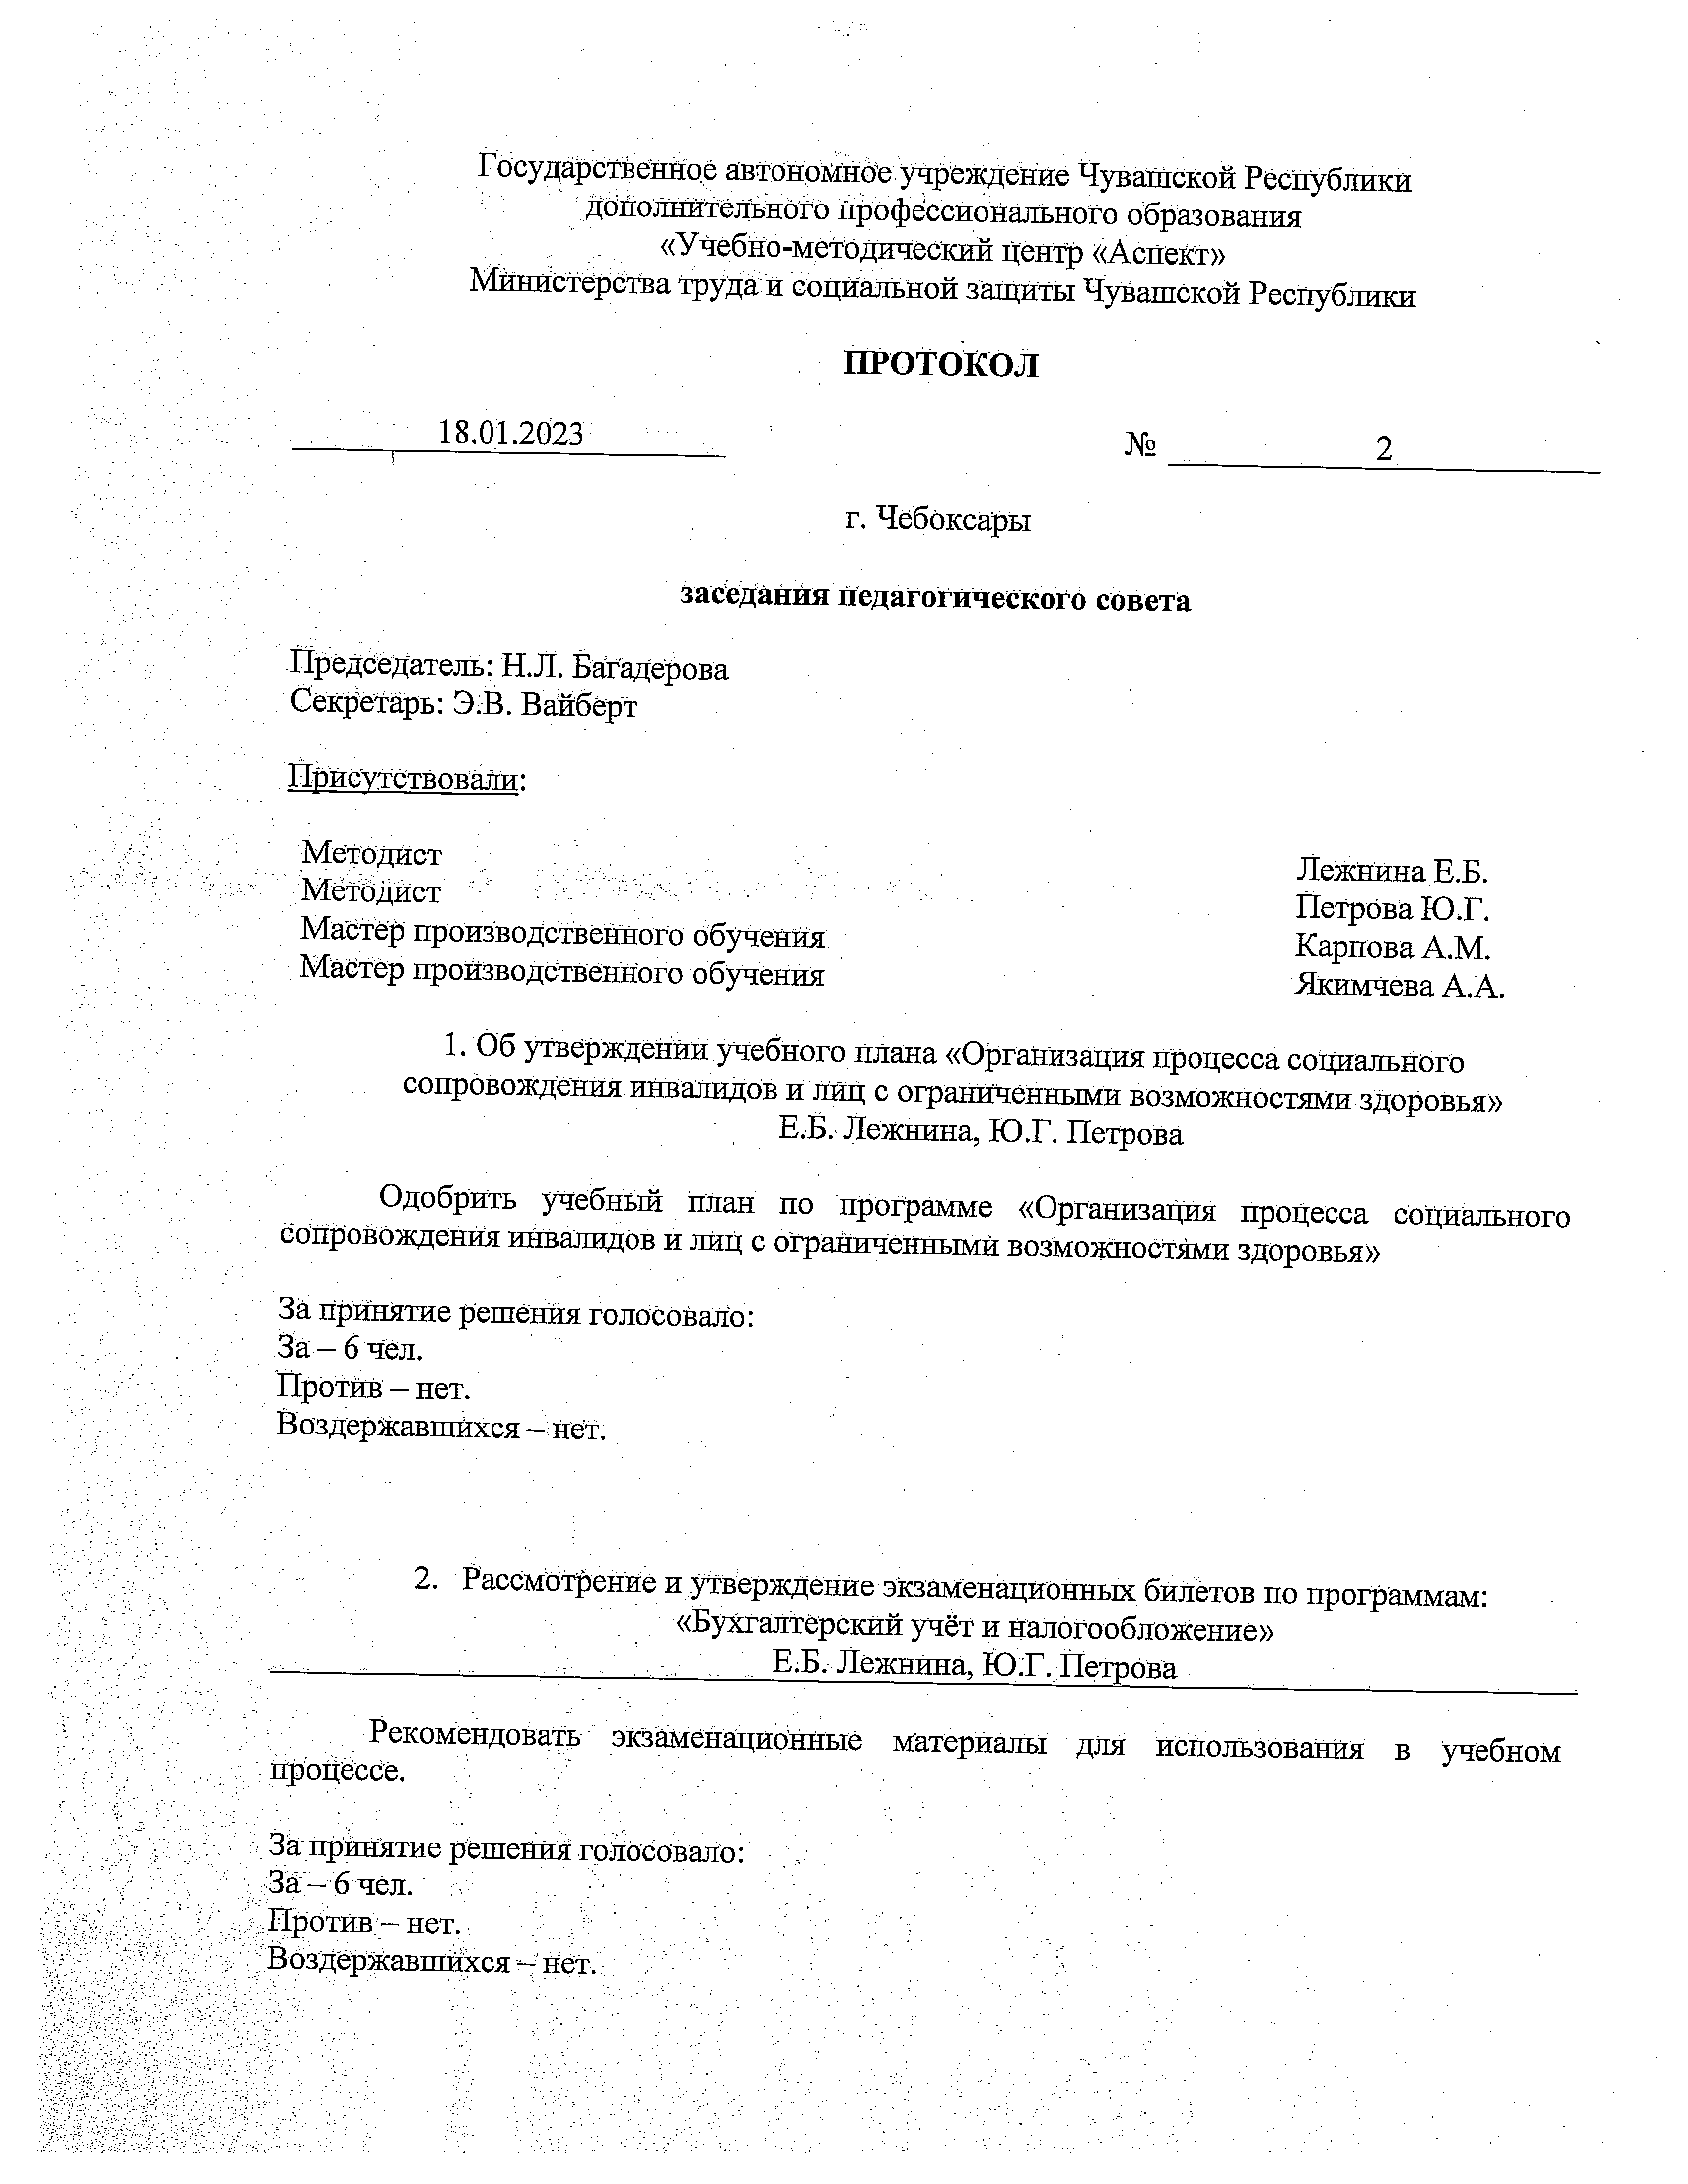 Государственное автономное учреждение Чувашской Республики
дополнительного профессионального образования
«Учебно-методический центр «Аспект»
Министерства труда и социальной защиты Чувашской Республики
ПРОТОКОЛ
18.01.2023 № 2
г. Чебоксары
заседания педагогического совета
Председатель: Н.Л. Багадерова
Секретарь: Э.В. Вайберт
Присутствовали:
Методист Лежнина Е.Б.
Методист Петрова Ю.Г.
Мастер производственного обучения Карпова А.М.
Мастер производственного обучения Якимчева А.А.
1. Об утверждении учебного плана «Организация процесса социального
сопровождения инвалидов и лиц с ограниченными возможностями здоровья»
Е.Б. Лежнина, Ю.Г. Петрова
Одобрить учебный план по программе «Организация процесса социального
сопровождения инвалидов и лиц с ограниченными возможностями здоровья»
За принятие решения голосовало:
За – 6 чел.
Против – нет.
Воздержавшихся – нет.
2. Рассмотрение и утверждение экзаменационных билетов по программам:
«Бухгалтерский учёт и налогообложение»
Е.Б. Лежнина, Ю.Г. Петрова
Рекомендовать экзаменационные материалы для использования в учебном
процессе.
За принятие решения голосовало:
За – 6 чел.
Против – нет.
Воздержавшихся – нет.